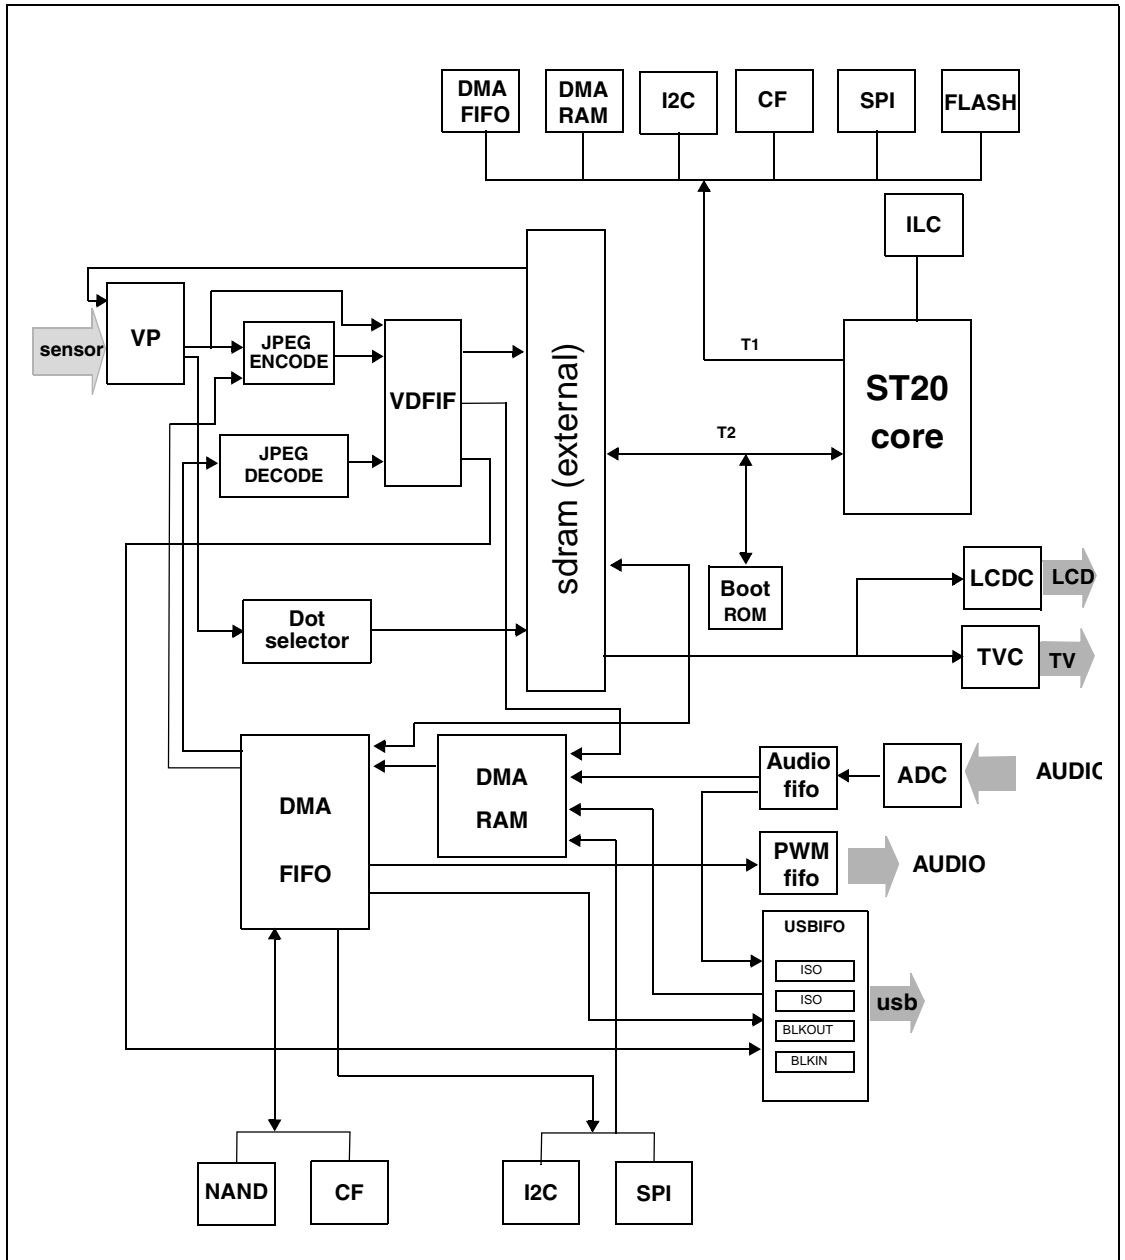 DMA
FIFO
DMA
RAM
I2C
CF
SPI
FLASH
ILC
sensor
VP
JPEG
ENCODE
VDFIF
JPEG
DECODE
sdram (external)
T1
T2
ST20
core
Boot
ROM
LCDC
LCD
TVC
TV
Dot
selector
DMA
FIFO
DMA
RAM
Audio
fifo
ADC
AUDIO
PWM
fifo
AUDIO
USBIFO
ISO
ISO
BLKOUT
BLKIN
usb
NAND
CF
I2C
SPI